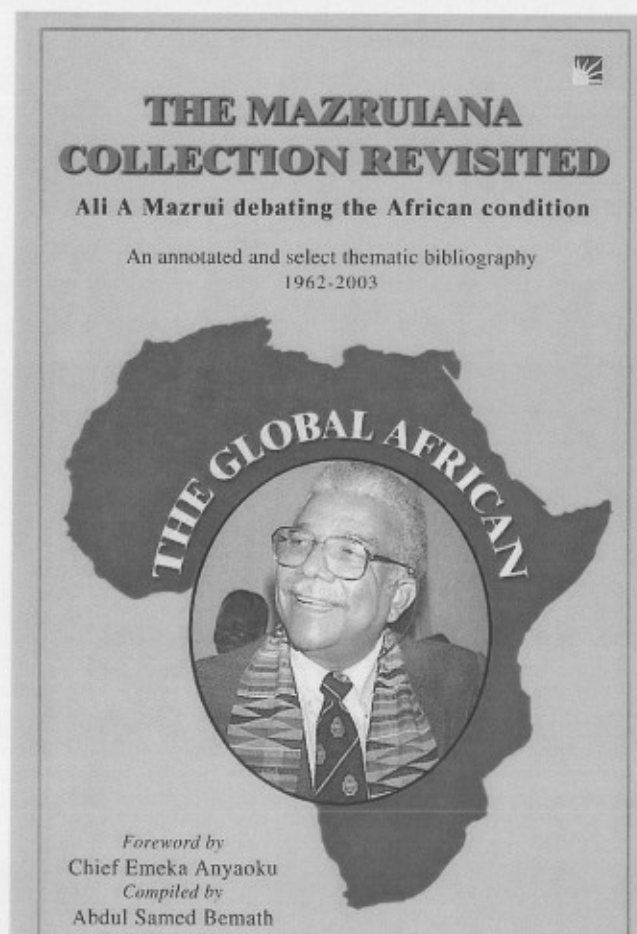 THE MAZRUIANA
COLLECTION REVISITED
Ali A Mazrui debating the African condition
An annotated and select thematic bibliography
1962-2003
THE GLOBAL AFRICAN
Foreword by
Chief Emeka Anyaoku
Compiled by
Abdul Samed Bemath